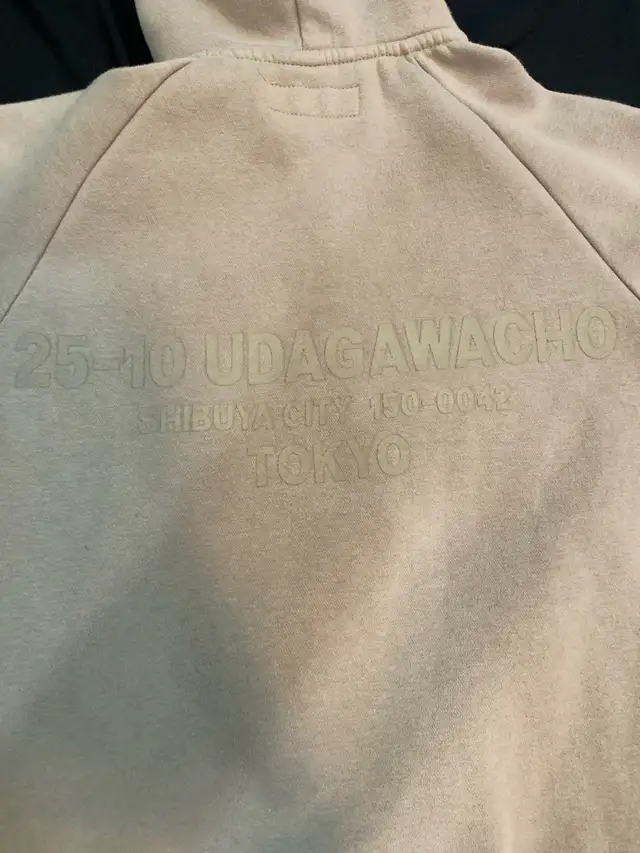 25-10 UDAGAWACHO
SHIBUYA CITY 150-0042
TOKYO